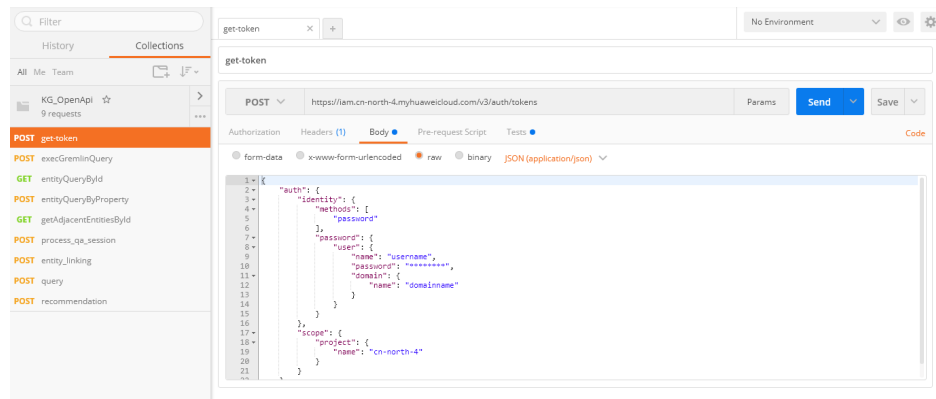 Filter
History Collections
All Me Team
KG_OpenApi
9 requests
POST get-token
POST execGremlinQuery
GET entityQueryById
POST entityQueryByProperty
GET getAdjacentEntitiesById
POST process_qa_session
POST entity_linking
POST query
POST recommendation
get-token × +
No Environment
get-token
POST https://iam.cn-north-4.myhuaweicloud.com/v3/auth/tokens Params Send Save
Authorization Headers (1) Body Pre-request Script Tests Code
form-data x-www-form-urlencoded raw binary JSON (application/json)
1 {
2 "auth": {
3 "identity": {
4 "methods": [
5 "password"
6 ],
7 "password": {
8 "user": {
9 "name": "username",
10 "password": "********",
11 "domain": {
12 "name": "domainname"
13 }
14 }
15 }
16 },
17 "scope": {
18 "project": {
19 "name": "cn-north-4"
20 }
21 }
22 }